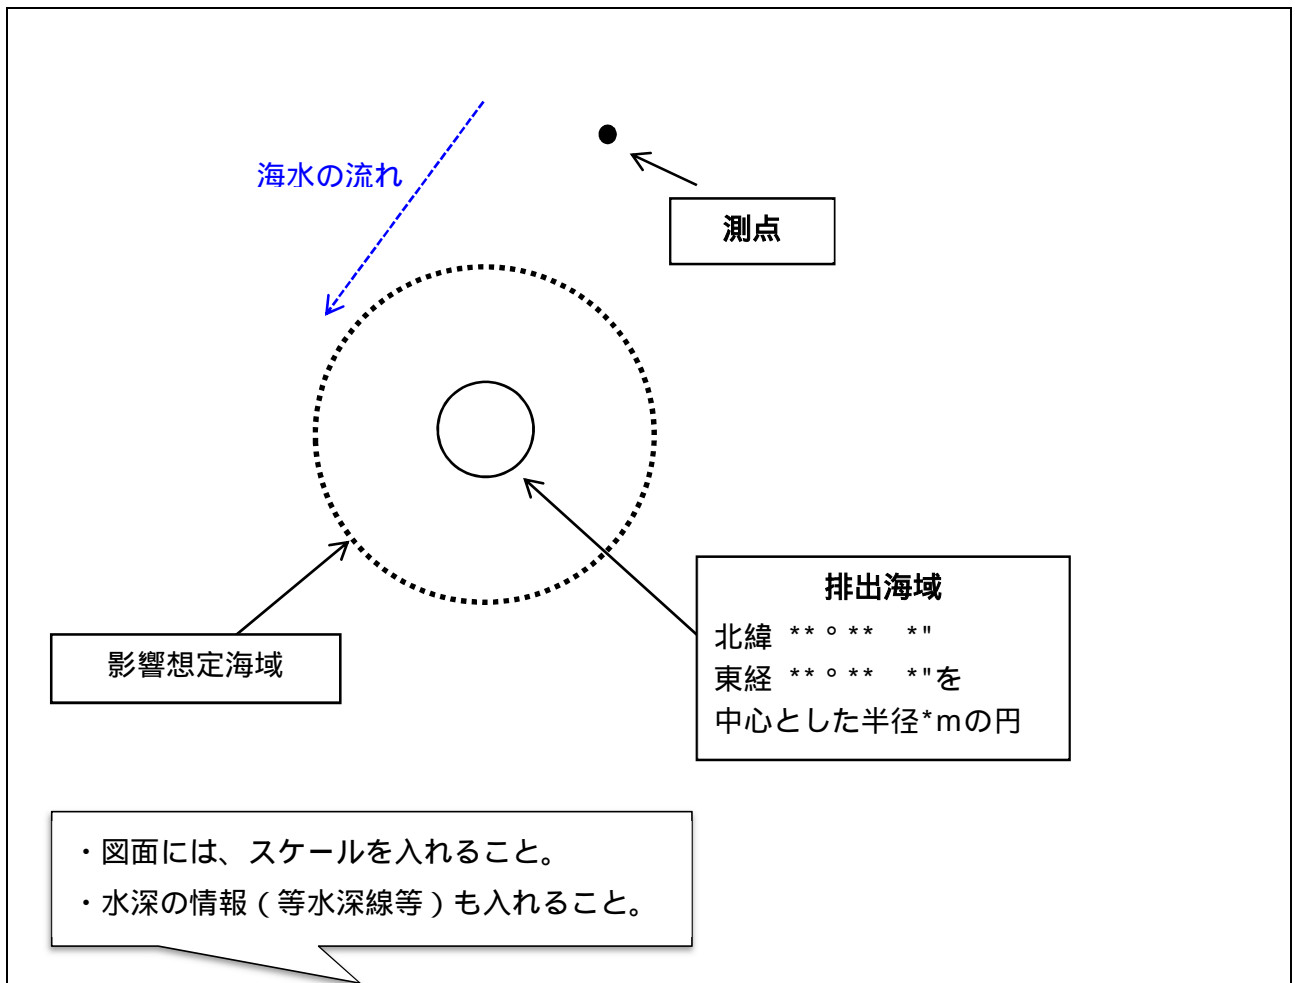 海水の流れ
測点
影響想定海域
排出海域
北緯 **°** *"
東経 **°** *"を
中心とした半径*mの円
・図面には、スケールを入れること。
・水深の情報(等水深線等)も入れること。